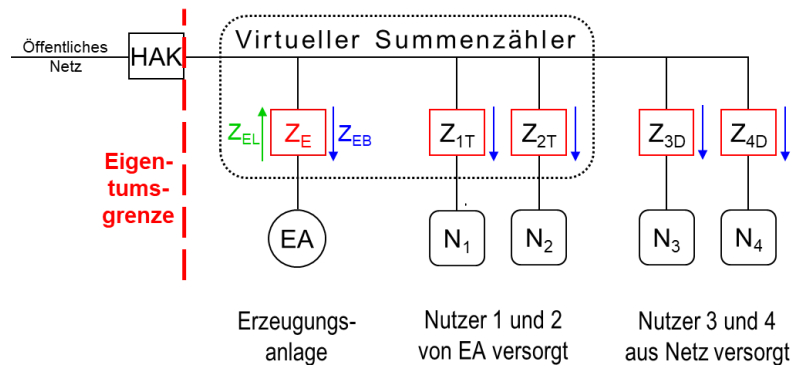 Öffentliches
Netz
HAK
Virtueller Summenzähler
Z_EL
Z_E
Z_EB
Z_1T
Z_2T
Z_3D
Z_4D
Eigen-
tums-
grenze
EA
N_1
N_2
N_3
N_4
Erzeugungs-
anlage
Nutzer 1 und 2
von EA versorgt
Nutzer 3 und 4
aus Netz versorgt